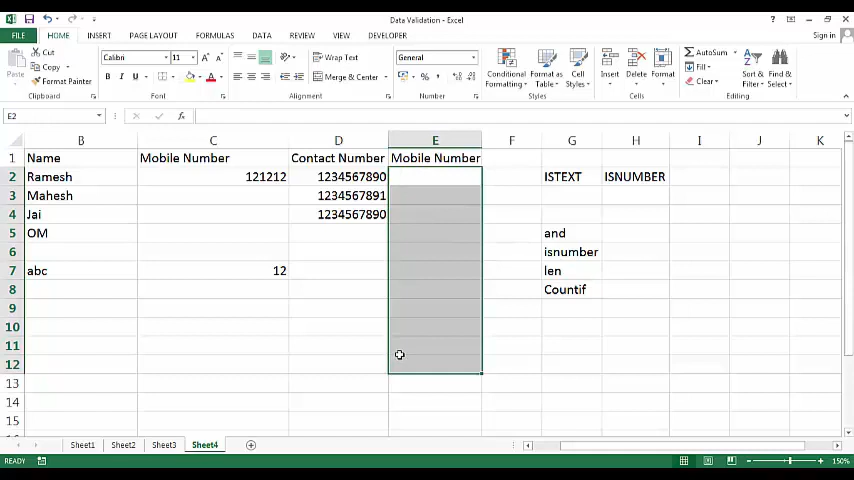 Data Validation - Excel
Sign in
FILE HOME INSERT PAGE LAYOUT FORMULAS DATA REVIEW VIEW DEVELOPER
Paste
Cut
Copy
Format Painter
Clipboard
Calibri 11
B I U
Font
Wrap Text
Merge & Center
Alignment
General
Number
Conditional Formatting
Format as Table
Cell Styles
Styles
Insert Delete Format
Cells
AutoSum
Fill
Clear
Sort & Filter
Find & Select
Editing
E2
B C D E F G H I J K
1 Name Mobile Number Contact Number Mobile Number
2 Ramesh 121212 1234567890 ISTEXT ISNUMBER
3 Mahesh 1234567891
4 Jai 1234567890
5 OM and
6 isnumber
7 abc 12 len
8 Countif
9
10
11
12
13
14
15
Sheet1 Sheet2 Sheet3 Sheet4
READY
150%